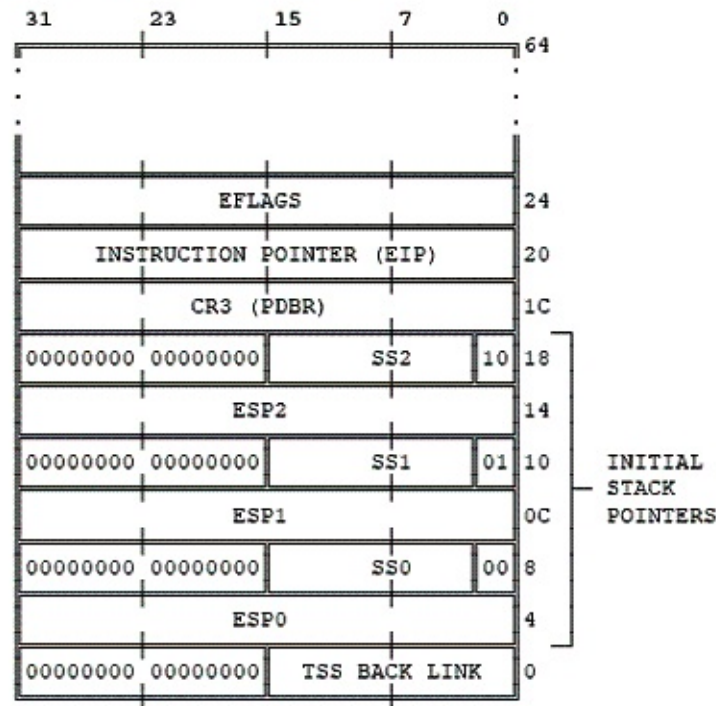 31 23 15 7 0
64
EFLAGS 24
INSTRUCTION POINTER (EIP) 20
CR3 (PDBR) 1C
00000000 00000000 SS2 10 18
ESP2 14
00000000 00000000 SS1 01 10
INITIAL
STACK
POINTERS
ESP1 0C
00000000 00000000 SS0 00 8
ESP0 4
00000000 00000000 TSS BACK LINK 0